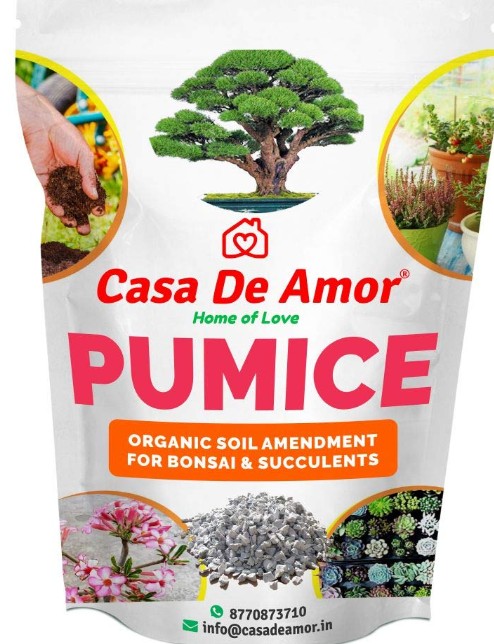 Casa De Amor®
Home of Love
PUMICE
ORGANIC SOIL AMENDMENT
FOR BONSAI & SUCCULENTS
8770873710
info@casadeamor.in